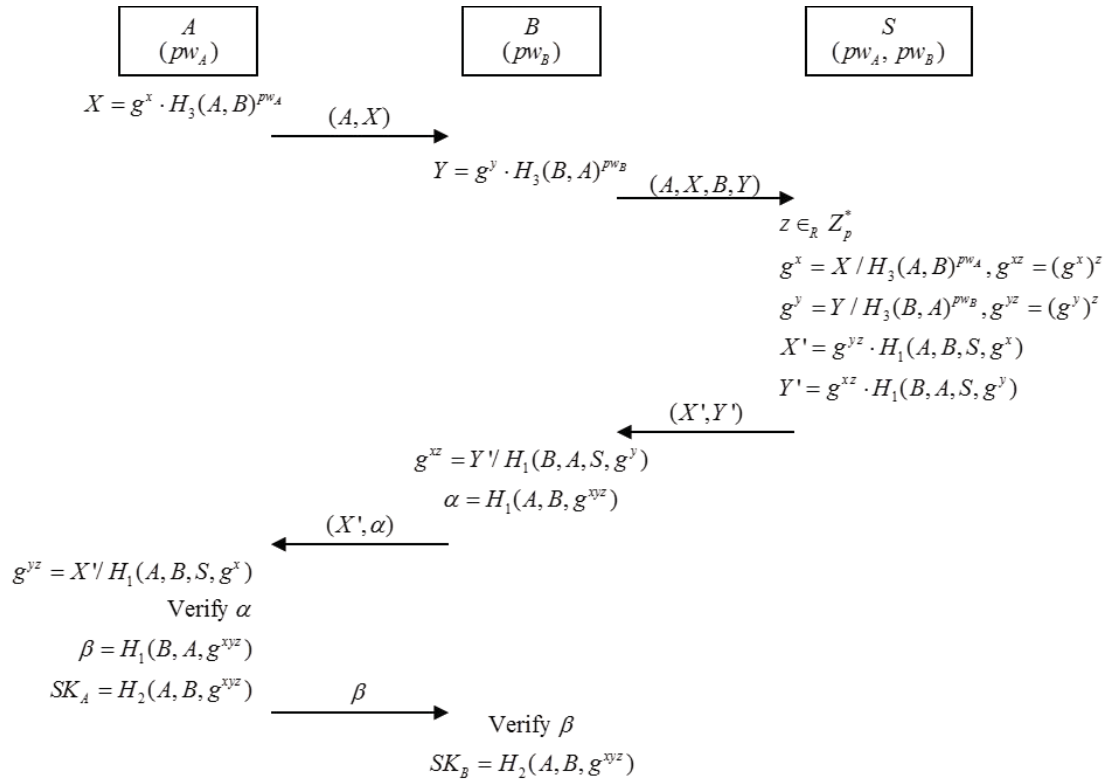 A B S
(pw_A) (pw_B) (pw_A, pw_B)
X = g^x · H_3(A, B)^{pw_A}
(A, X)
Y = g^y · H_3(B, A)^{pw_B}
(A, X, B, Y)
z ∈_R Z_p^*
g^x = X / H_3(A, B)^{pw_A}, g^{xz} = (g^x)^z
g^y = Y / H_3(B, A)^{pw_B}, g^{yz} = (g^y)^z
X' = g^{yz} · H_1(A, B, S, g^x)
Y' = g^{xz} · H_1(B, A, S, g^y)
(X', Y')
g^{xz} = Y'/ H_1(B, A, S, g^y)
α = H_1(A, B, g^{xyz})
(X', α)
g^{yz} = X'/ H_1(A, B, S, g^x)
Verify α
β = H_1(B, A, g^{xyz})
SK_A = H_2(A, B, g^{xyz})
β
Verify β
SK_B = H_2(A, B, g^{xyz})